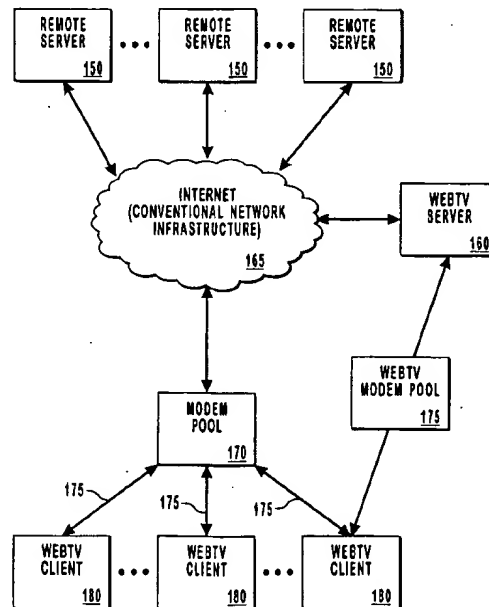 REMOTE
SERVER
150
REMOTE
SERVER
150
REMOTE
SERVER
150
INTERNET
(CONVENTIONAL NETWORK
INFRASTRUCTURE)
165
WEBTV
SERVER
160
WEBTV
MODEM POOL
175
MODEM
POOL
170
175
175
175
WEBTV
CLIENT
180
WEBTV
CLIENT
180
WEBTV
CLIENT
180